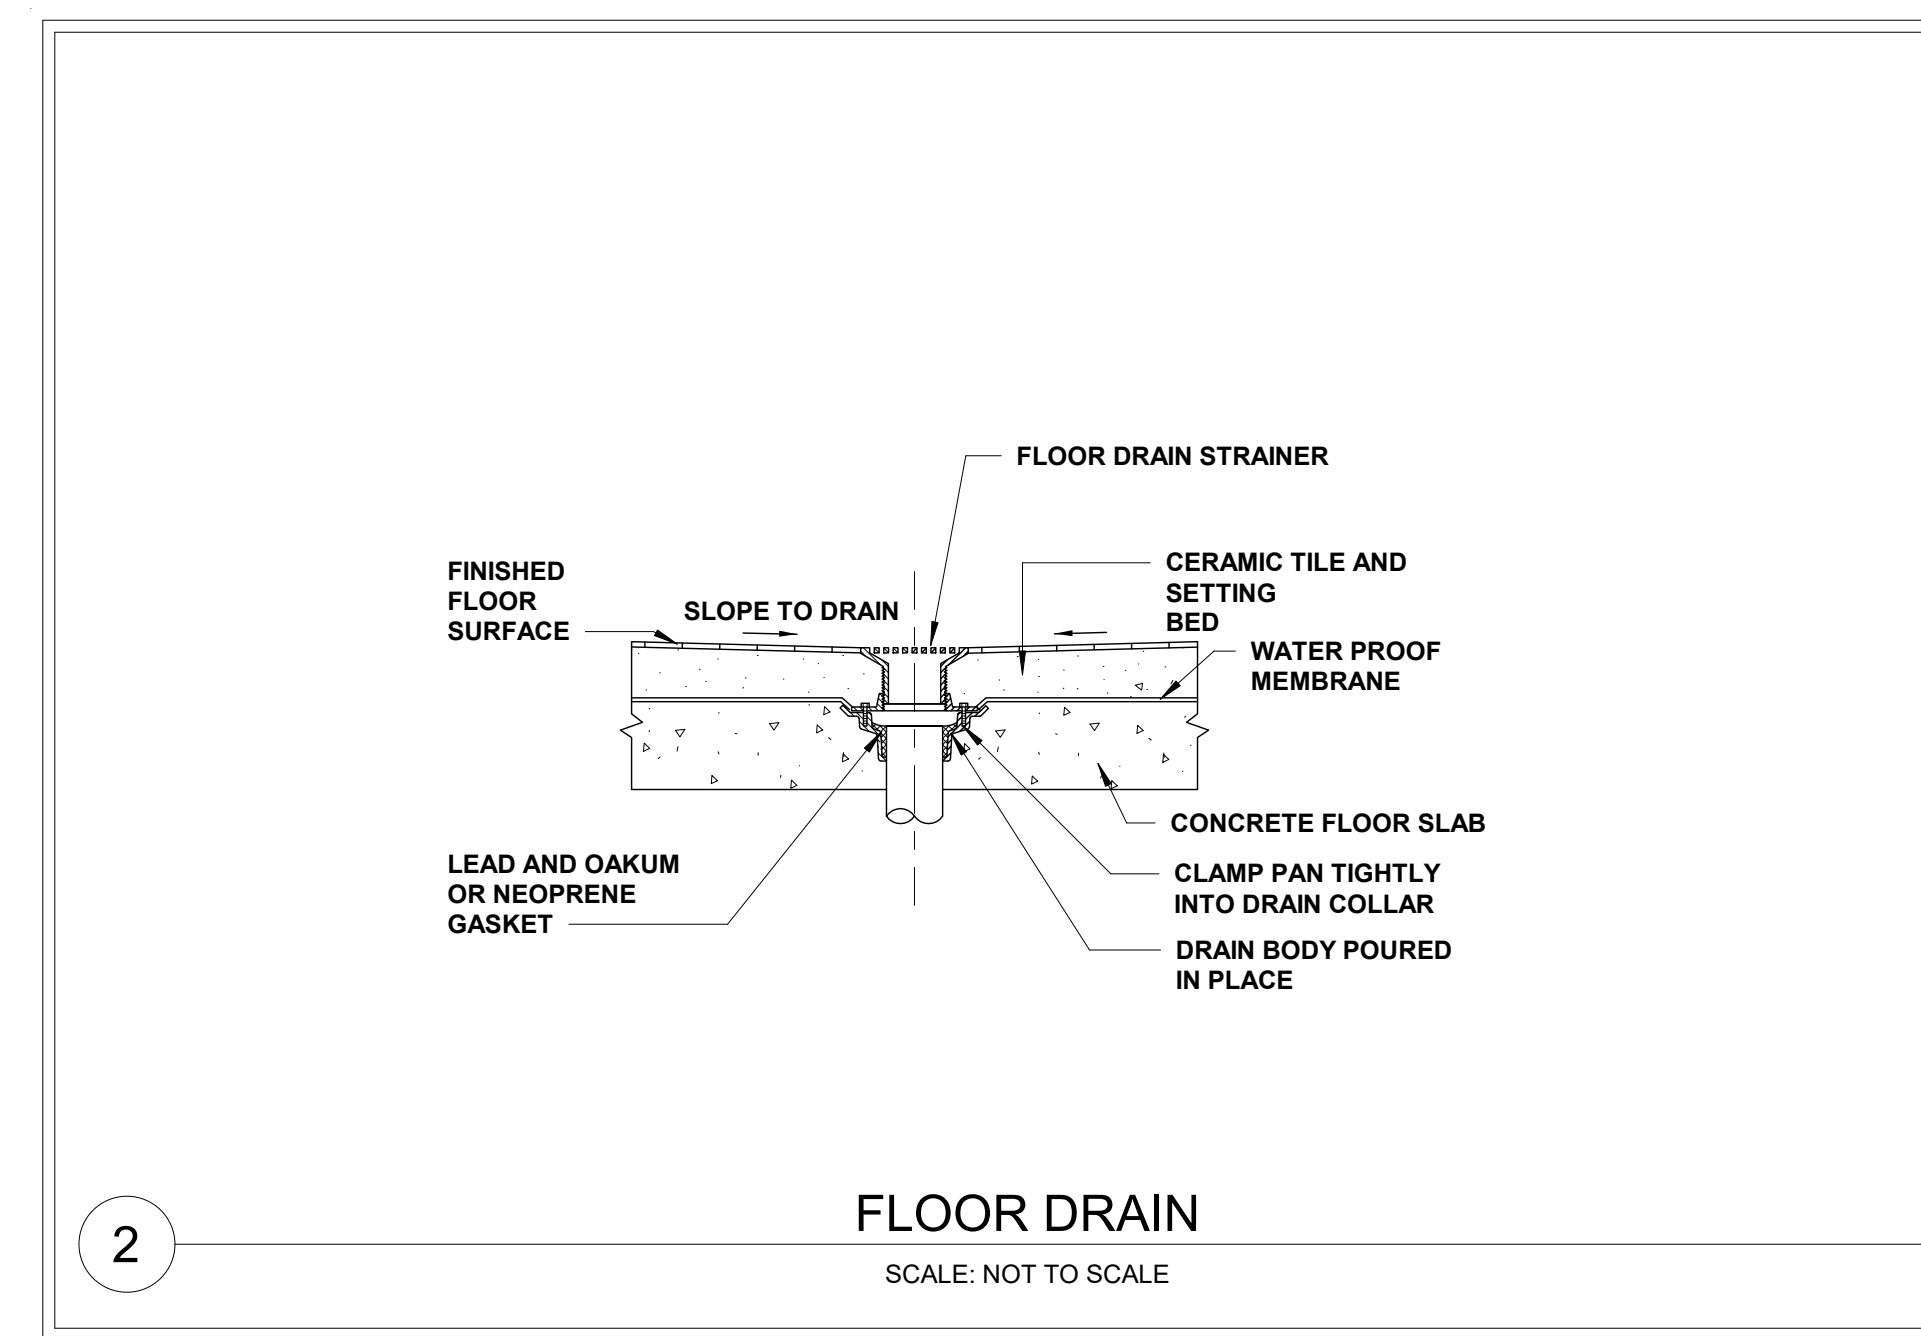 FLOOR DRAIN STRAINER
FINISHED
FLOOR
SURFACE
SLOPE TO DRAIN
CERAMIC TILE AND
SETTING
BED
WATER PROOF
MEMBRANE
CONCRETE FLOOR SLAB
LEAD AND OAKUM
OR NEOPRENE
GASKET
CLAMP PAN TIGHTLY
INTO DRAIN COLLAR
DRAIN BODY POURED
IN PLACE
2
FLOOR DRAIN
SCALE: NOT TO SCALE